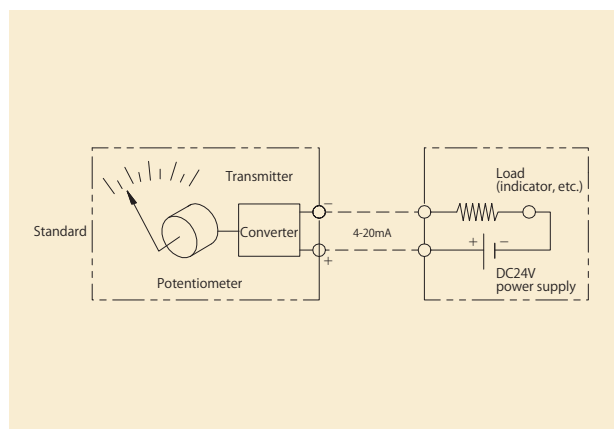 Standard
Transmitter
Potentiometer
Converter
−
+
4-20mA
Load
(indicator, etc.)
+ −
DC24V
power supply